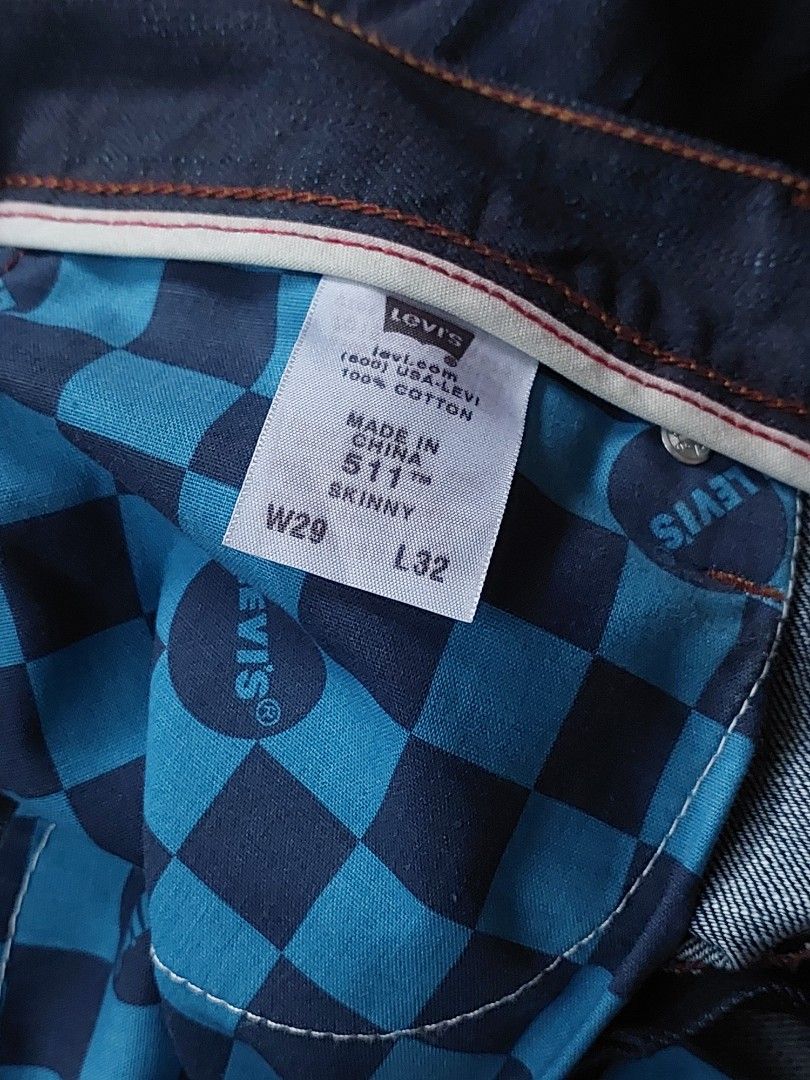 Levi's
®
levi.com
(800) USA-LEVI
100% COTTON
MADE IN
CHINA
511™
SKINNY
W29 L32
LEVI'S
LEVI'S®